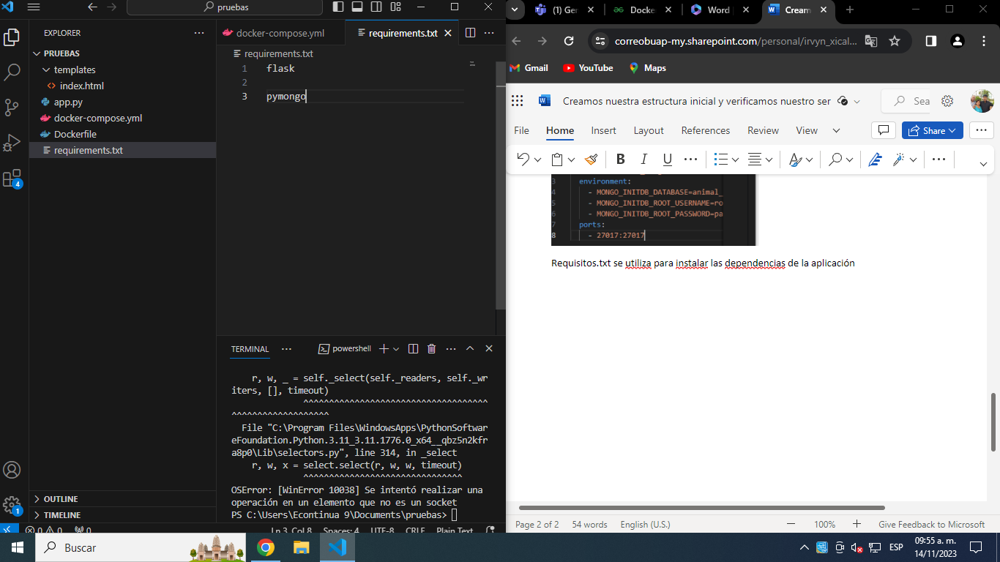 pruebas
EXPLORER
PRUEBAS
templates
index.html
app.py
docker-compose.yml
Dockerfile
requirements.txt
4
OUTLINE
TIMELINE
1
docker-compose.yml
requirements.txt
requirements.txt
1 flask
2
3 pymongo
TERMINAL
powershell
r, w, _ = self._select(self._readers, self._wr
iters, [], timeout)
^^^^^^^^^^^^^^^^^^^^^^^^^^^^^^^^^^^^
^^^^^^^^^^^^^^^^^^^
File "C:\Program Files\WindowsApps\PythonSoftwar
eFoundation.Python.3.11_3.11.1776.0_x64__qbz5n2kfr
a8p0\Lib\selectors.py", line 314, in _select
r, w, x = select.select(r, w, w, timeout)
^^^^^^^^^^^^^^^^^^^^^^^^^^^^^^^
OSError: [WinError 10038] Se intentó realizar una
operación en un elemento que no es un socket
PS C:\Users\Econtinua 9\Documents\pruebas>
0 0 0 Ln 3, Col 8 Spaces: 4 UTF-8 CRLF Plain Text
(1) Ger
Docke
Word
Cream
correobuap-my.sharepoint.com/personal/irvyn_xical...
Gmail YouTube Maps
Creamos nuestra estructura inicial y verificamos nuestro ser
Sea
File Home Insert Layout References Review View
Share
B I U
3 environment:
4 - MONGO_INITDB_DATABASE=animal_
5 - MONGO_INITDB_ROOT_USERNAME=ro
6 - MONGO_INITDB_ROOT_PASSWORD=pa
7 ports:
8 - 27017:27017
Requisitos.txt se utiliza para instalar las dependencias de la aplicación
Page 2 of 2 54 words English (U.S.) 100% Give Feedback to Microsoft
Buscar
ESP
09:55 a. m.
14/11/2023